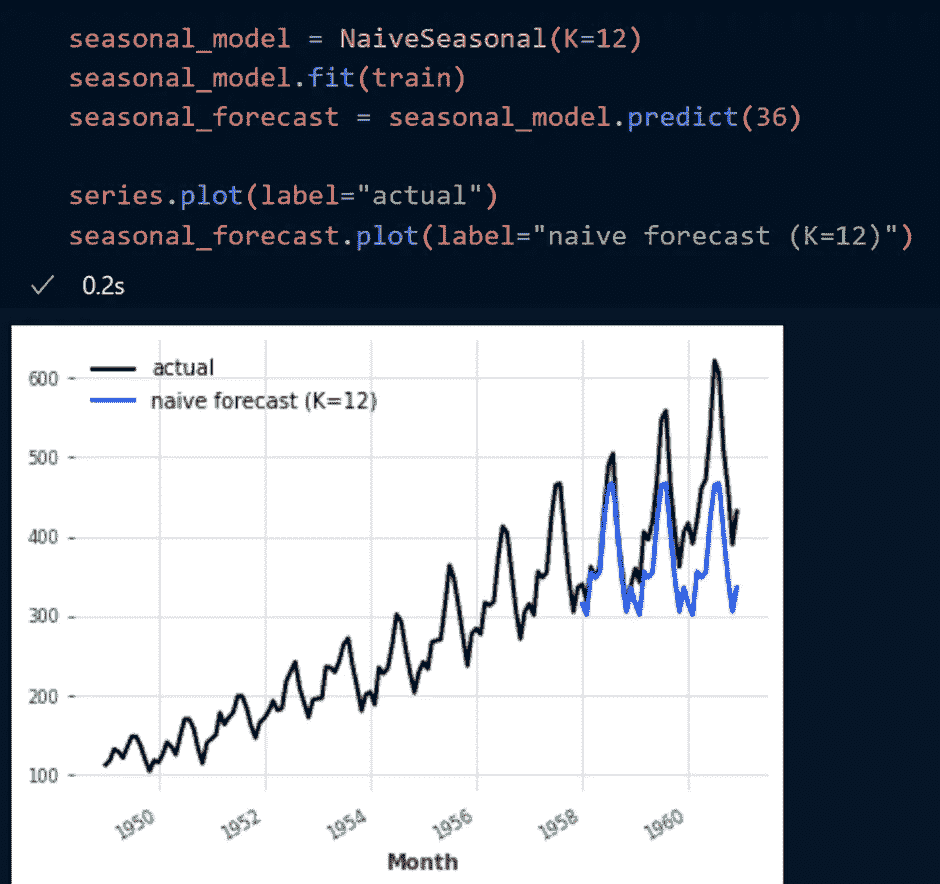 seasonal_model = NaiveSeasonal(K=12)
seasonal_model.fit(train)
seasonal_forecast = seasonal_model.predict(36)
series.plot(label="actual")
seasonal_forecast.plot(label="naive forecast (K=12)")
✓ 0.2s
actual
naive forecast (K=12)
600
500
400
300
200
100
1950 1952 1954 1956 1958 1960
Month